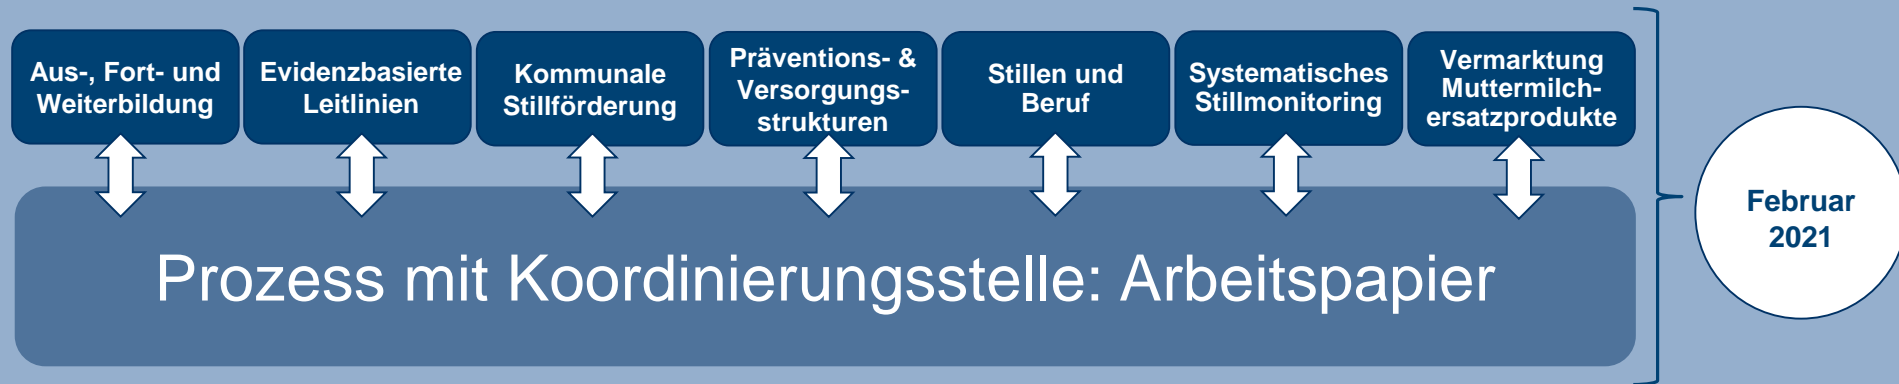 Aus-, Fort- und
Weiterbildung
Evidenzbasierte
Leitlinien
Kommunale
Stillförderung
Präventions- &
Versorgungs-
strukturen
Stillen und
Beruf
Systematisches
Stillmonitoring
Vermarktung
Muttermilch-
ersatzprodukte
Prozess mit Koordinierungsstelle: Arbeitspapier
Februar
2021